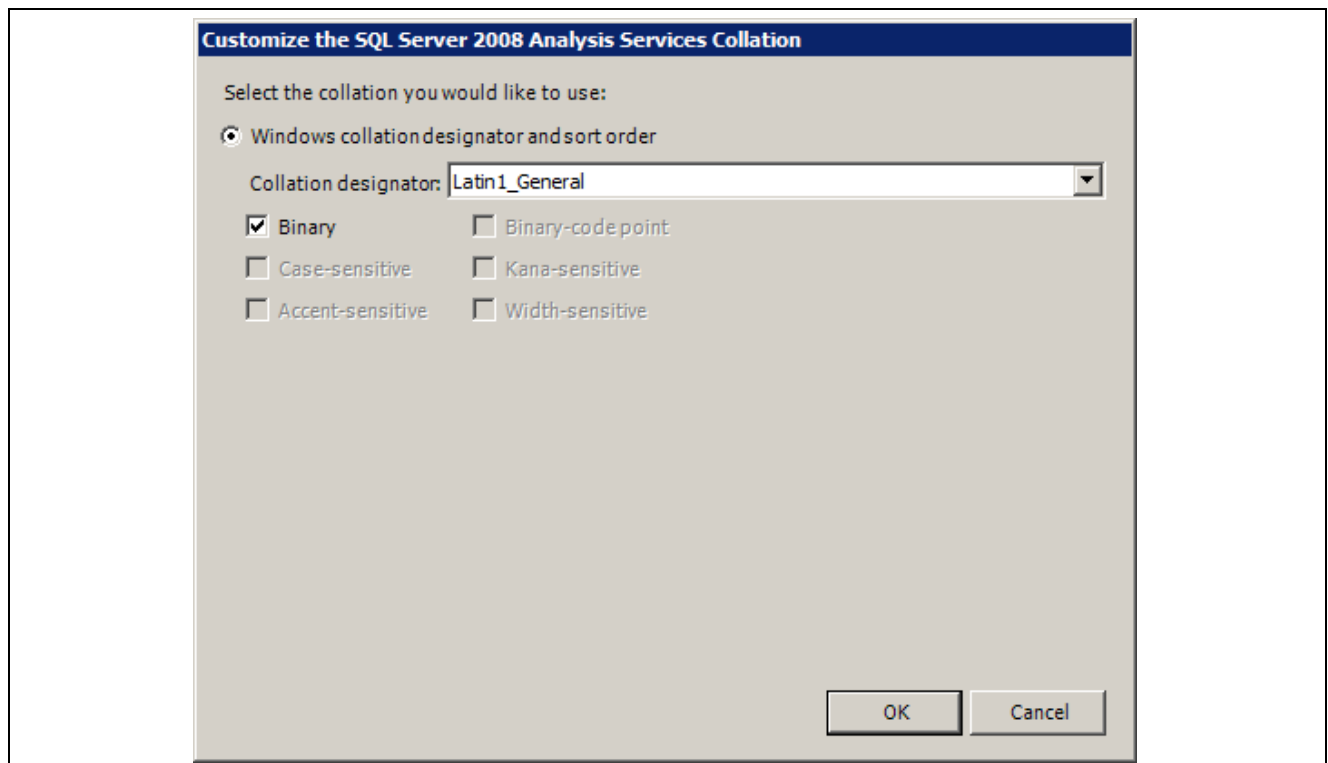 Customize the SQL Server 2008 Analysis Services Collation
Select the collation you would like to use:
Windows collation designator and sort order
Collation designator: Latin1_General
Binary Binary-code point
Case-sensitive Kana-sensitive
Accent-sensitive Width-sensitive
OK Cancel